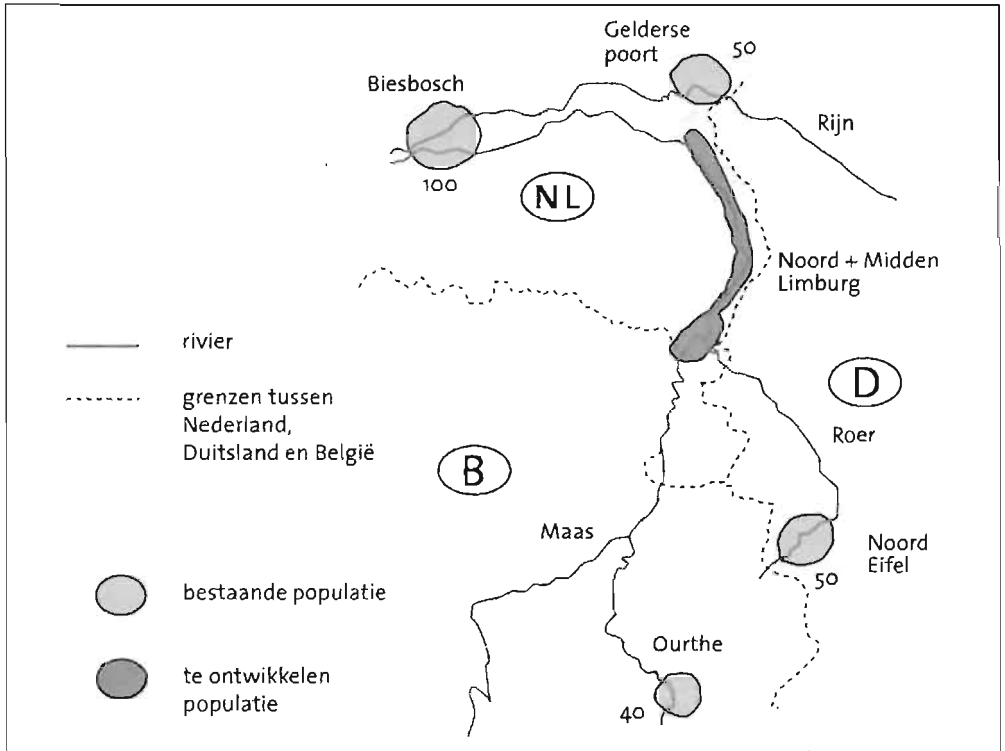 Gelderse
poort
50
Biesbosch
Rijn
100
NL
Noord + Midden
Limburg
rivier
grenzen tussen
Nederland,
Duitsland en België
D
Roer
B
Maas
Noord
Eifel
50
bestaande populatie
Ourthe
te ontwikkelen
populatie
40